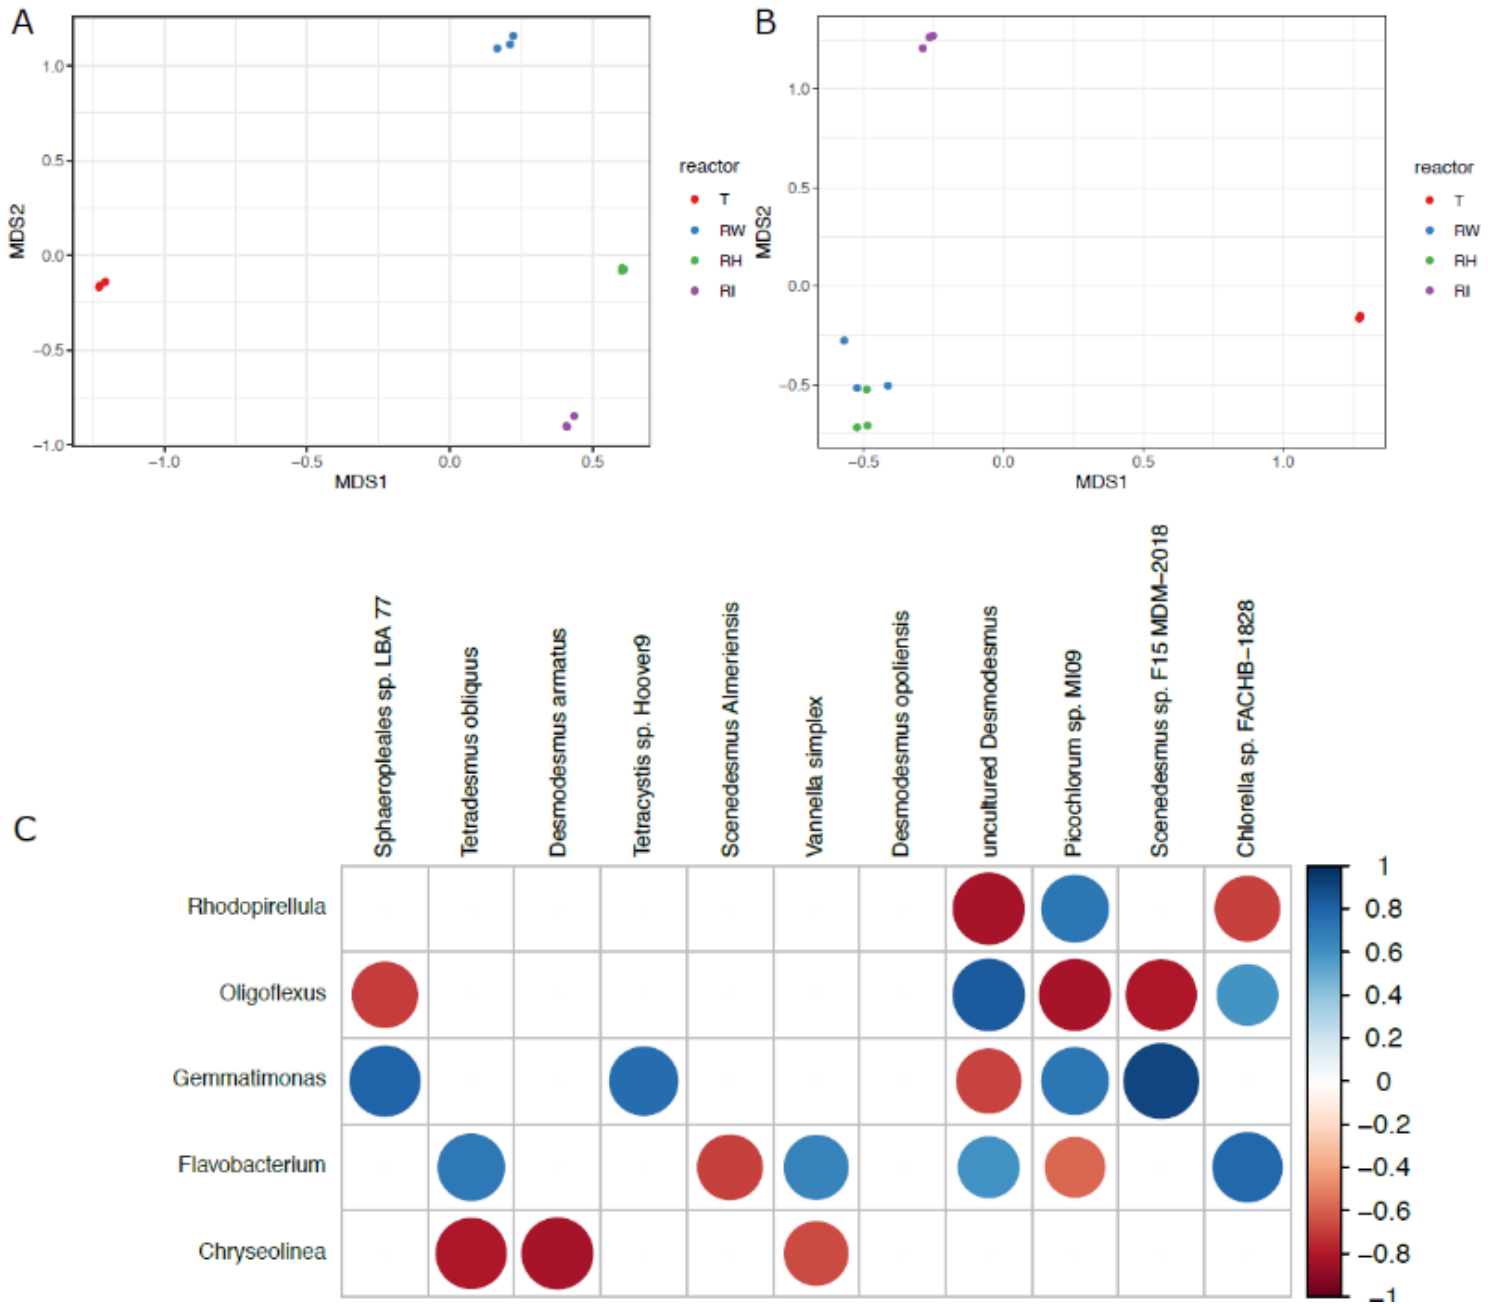 A
1.0
0.5
0.0
−0.5
−1.0
MDS2
−1.0
−0.5
0.0
0.5
MDS1
reactor
T
RW
RH
RI
B
1.0
0.5
0.0
−0.5
MDS2
−0.5
0.0
0.5
1.0
MDS1
reactor
T
RW
RH
RI
C
Sphaeropleales sp. LBA 77
Tetradesmus obliquus
Desmodesmus armatus
Tetracystis sp. Hoover9
Scenedesmus Almeriensis
Vannella simplex
Desmodesmus opoliensis
uncultured Desmodesmus
Picochlorum sp. MI09
Scenedesmus sp. F15 MDM−2018
Chlorella sp. FACHB−1828
Rhodopirellula
Oligoflexus
Gemmatimonas
Flavobacterium
Chryseolinea
1
0.8
0.6
0.4
0.2
0
−0.2
−0.4
−0.6
−0.8
−1